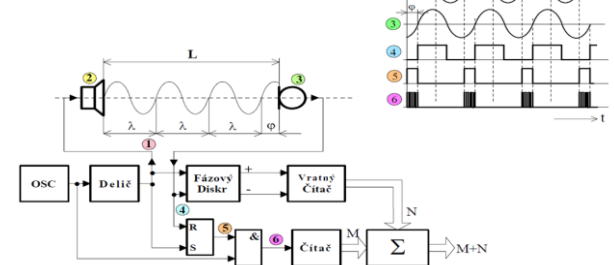 φ
3
4
5
6
t
L
2
3
λ λ λ φ
1
OSC
Delič
Fázový
Diskr
+
-
Vratný
Čítač
N
4
R
S
5
&
6
Čítač
M
Σ
M+N